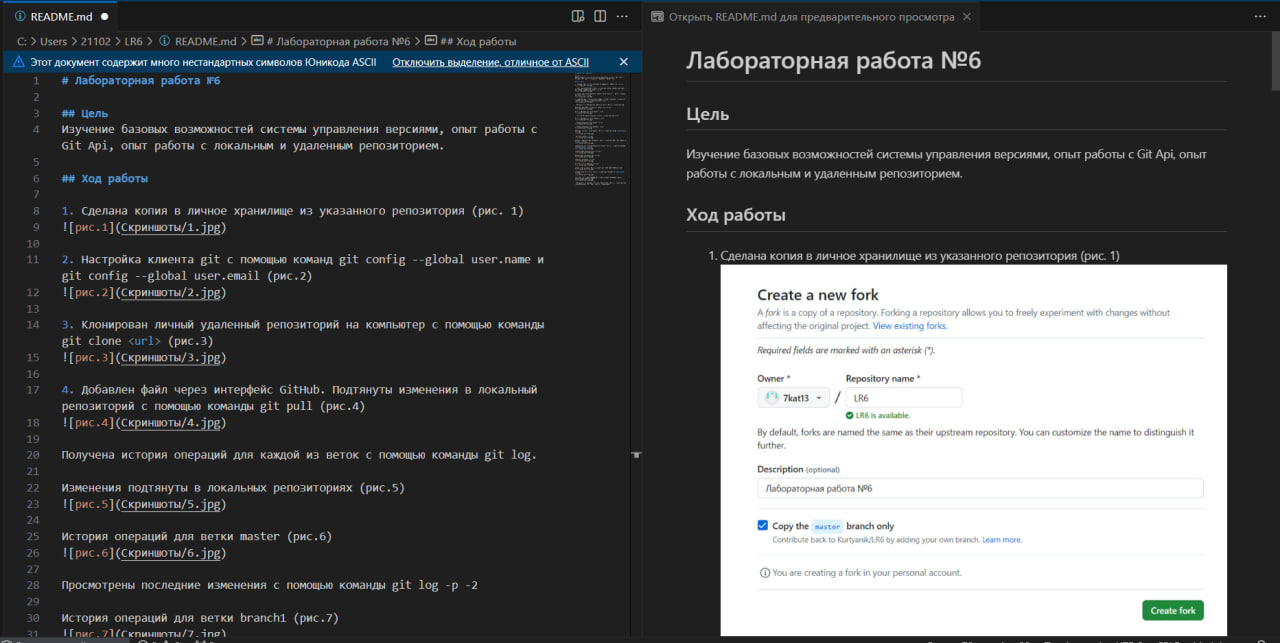 README.md
C: > Users > 21102 > LR6 > README.md > # Лабораторная работа №6 > ## Ход работы
Этот документ содержит много нестандартных символов Юникода ASCII Отключить выделение, отличное от ASCII
1 # Лабораторная работа №6
2
3 ## Цель
4 Изучение базовых возможностей системы управления версиями, опыт работы с
Git Api, опыт работы с локальным и удаленным репозиторием.
5
6 ## Ход работы
7
8 1. Сделана копия в личное хранилище из указанного репозитория (рис. 1)
9 ![рис.1](Скриншоты/1.jpg)
10
11 2. Настройка клиента git с помощью команд git config --global user.name и
git config --global user.email (рис.2)
12 ![рис.2](Скриншоты/2.jpg)
13
14 3. Клонирован личный удаленный репозиторий на компьютер с помощью команды
git clone <url> (рис.3)
15 ![рис.3](Скриншоты/3.jpg)
16
17 4. Добавлен файл через интерфейс GitHub. Подтянуты изменения в локальный
репозиторий с помощью команды git pull (рис.4)
18 ![рис.4](Скриншоты/4.jpg)
19
20 Получена история операций для каждой из веток с помощью команды git log.
21
22 Изменения подтянуты в локальных репозиториях (рис.5)
23 ![рис.5](Скриншоты/5.jpg)
24
25 История операций для ветки master (рис.6)
26 ![рис.6](Скриншоты/6.jpg)
27
28 Просмотрены последние изменения с помощью команды git log -p -2
29
30 История операций для ветки branch1 (рис.7)
31 ![рис.7](Скриншоты/7.jpg)
Открыть README.md для предварительного просмотра
Лабораторная работа №6
Цель
Изучение базовых возможностей системы управления версиями, опыт работы с Git Api, опыт
работы с локальным и удаленным репозиторием.
Ход работы
1. Сделана копия в личное хранилище из указанного репозитория (рис. 1)
Create a new fork
A fork is a copy of a repository. Forking a repository allows you to freely experiment with changes without
affecting the original project. View existing forks.
Required fields are marked with an asterisk (*).
Owner * Repository name *
7kat13 / LR6
LR6 is available.
By default, forks are named the same as their upstream repository. You can customize the name to distinguish it
further.
Description (optional)
Лабораторная работа №6
Copy the master branch only
Contribute back to Kurtyanik/LR6 by adding your own branch. Learn more.
You are creating a fork in your personal account.
Create fork